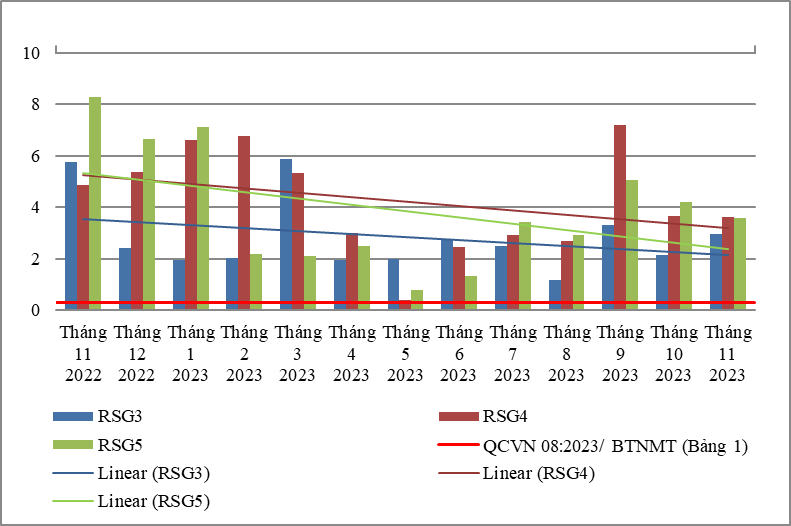 10
8
6
4
2
0
Tháng 11 2022
Tháng 12 2022
Tháng 1 2023
Tháng 2 2023
Tháng 3 2023
Tháng 4 2023
Tháng 5 2023
Tháng 6 2023
Tháng 7 2023
Tháng 8 2023
Tháng 9 2023
Tháng 10 2023
Tháng 11 2023
RSG3
RSG4
RSG5
QCVN 08:2023/ BTNMT (Bảng 1)
Linear (RSG3)
Linear (RSG4)
Linear (RSG5)